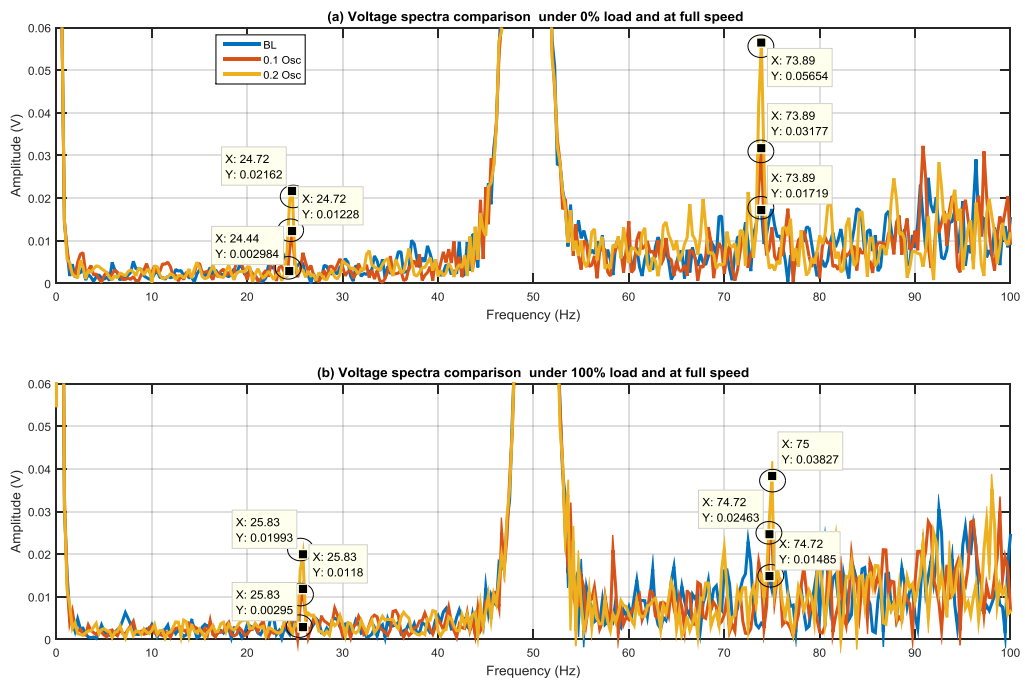 (a) Voltage spectra comparison under 0% load and at full speed
Amplitude (V)
0.06
0.05
0.04
0.03
0.02
0.01
0
BL
0.1 Osc
0.2 Osc
X: 24.72
Y: 0.02162
X: 24.72
Y: 0.01228
X: 24.44
Y: 0.002984
X: 73.89
Y: 0.05654
X: 73.89
Y: 0.03177
X: 73.89
Y: 0.01719
0 10 20 30 40 50 60 70 80 90 100
Frequency (Hz)
(b) Voltage spectra comparison under 100% load and at full speed
Amplitude (V)
0.06
0.05
0.04
0.03
0.02
0.01
0
X: 25.83
Y: 0.01993
X: 25.83
Y: 0.0118
X: 25.83
Y: 0.00295
X: 75
Y: 0.03827
X: 74.72
Y: 0.02463
X: 74.72
Y: 0.01485
0 10 20 30 40 50 60 70 80 90 100
Frequency (Hz)